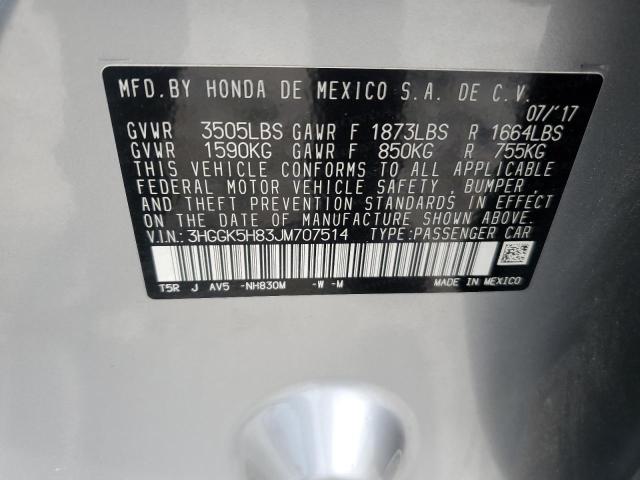 MFD.BY HONDA DE MEXICO S.A. DE C.V.
07/'17
GVWR 3505LBS GAWR F 1873LBS R 1664LBS
GVWR 1590KG GAWR F 850KG R 755KG
THIS VEHICLE CONFORMS TO ALL APPLICABLE
FEDERAL MOTOR VEHICLE SAFETY , BUMPER ,
AND THEFT PREVENTION STANDARDS IN EFFECT
ON THE DATE OF MANUFACTURE SHOWN ABOVE.
V.I.N.: 3HGGK5H83JM707514 TYPE:PASSENGER CAR
T5R J AV5 -NH830M -W -M MADE IN MEXICO